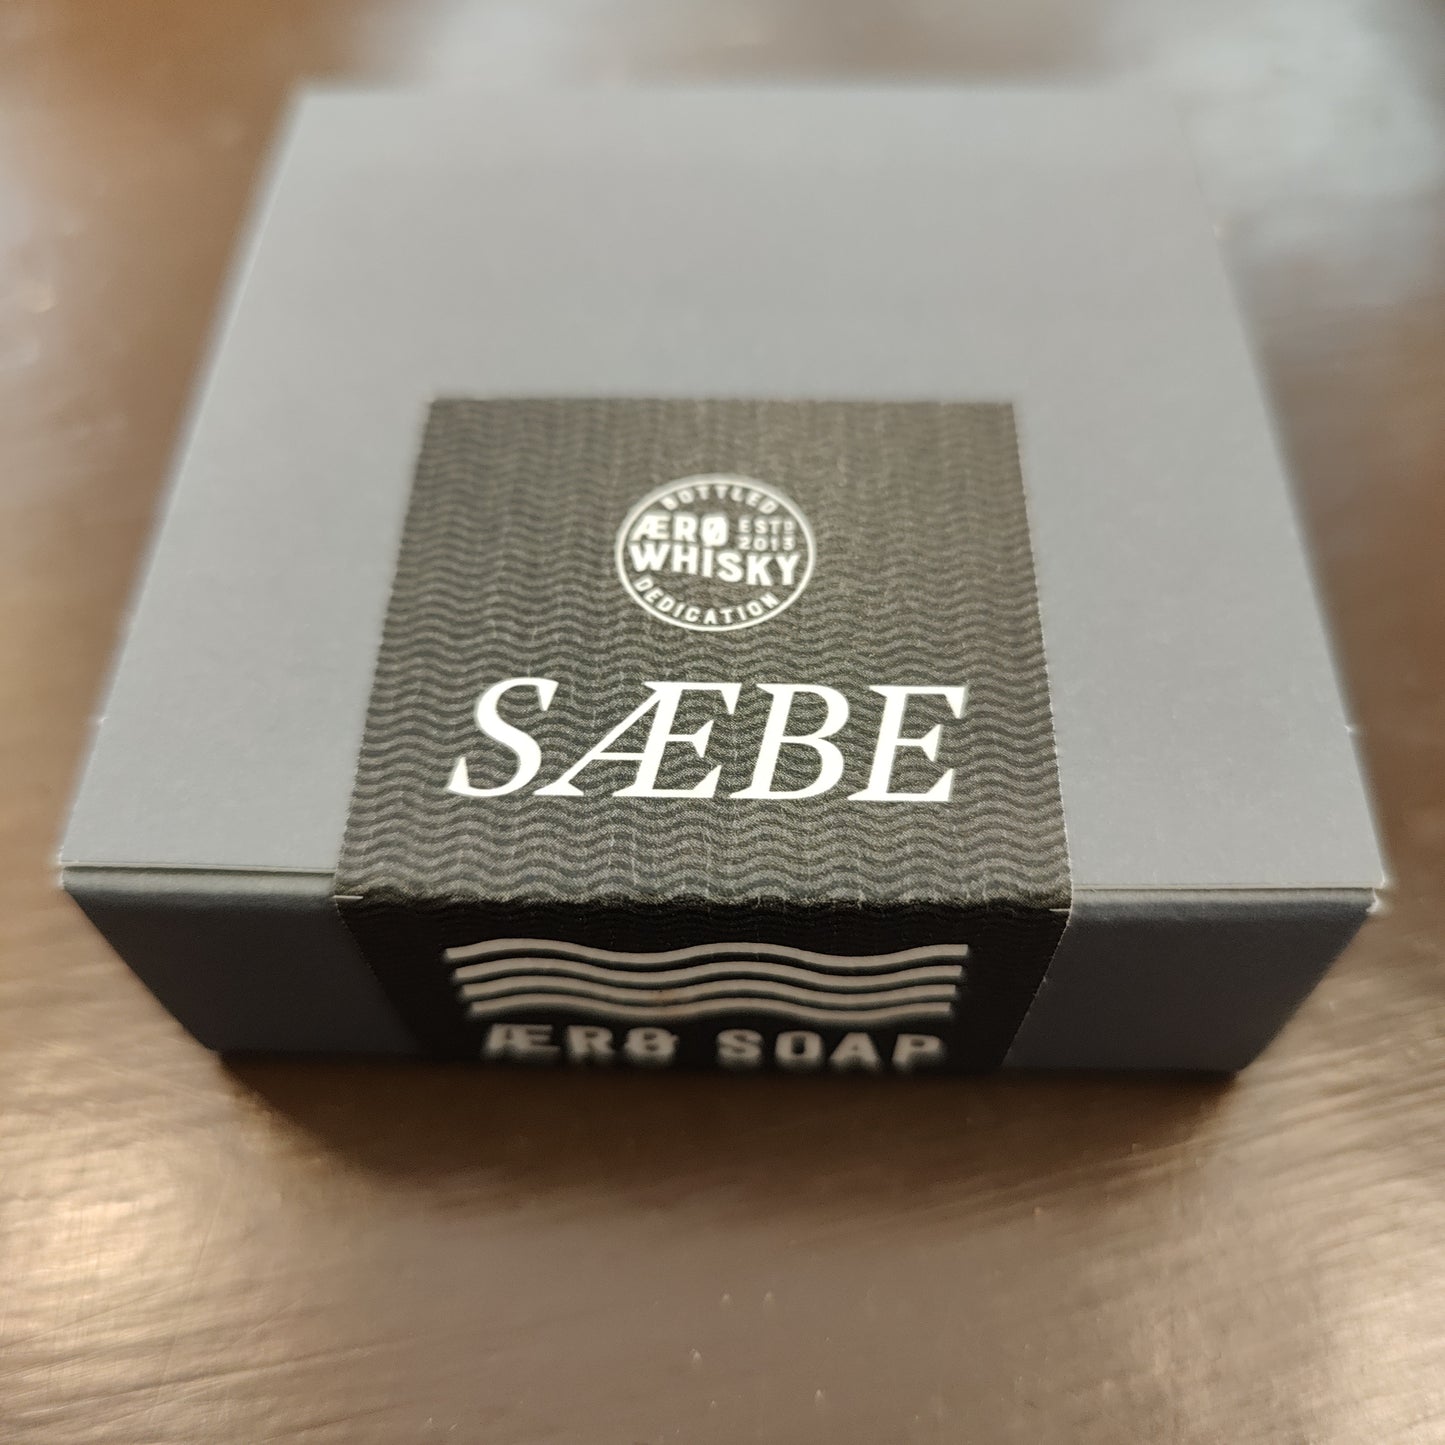 BOTTLED
ÆRØ ESTD
2013
WHISKY
DEDICATION
SÆBE
ÆRØ SOAP